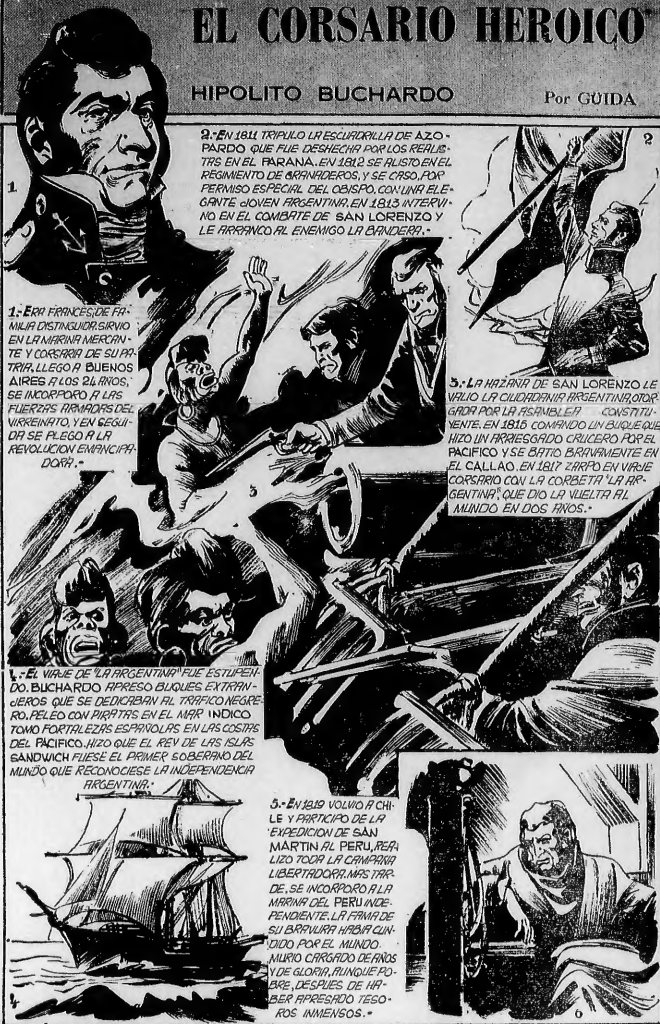 EL CORSARIO HEROICO
HIPOLITO BUCHARDO
Por GÜIDA
1
1.-ERA FRANCES, DE FA-
MILIA DISTINGUIDA. SIRVIO
EN LA MARINA MERCAN-
TE Y CORSARIA DE SU PA-
TRIA. LLEGO A BUENOS
AIRES A LOS 24 AÑOS,
SE INCORPORO A LAS
FUERZAS ARMADAS DEL
VIRREINATO, Y EN SEGUI-
DA SE PLEGO A LA
REVOLUCION EMANCIPA-
DORA.-
2.-EN 1811 TRIPULO LA ESCUADRILLA DE AZO-
PARDO QUE FUE DESHECHA POR LOS REALIS-
TAS EN EL PARANA. EN 1812 SE ALISTO EN EL
REGIMIENTO DE GRANADEROS, Y SE CASO, POR
PERMISO ESPECIAL DEL OBISPO, CON UNA ELE-
GANTE JOVEN ARGENTINA. EN 1813 INTERVI-
NO EN EL COMBATE DE SAN LORENZO Y
LE ARRANCO AL ENEMIGO LA BANDERA.-
2
3.-LA HAZAÑA DE SAN LORENZO LE
VALIO LA CIUDADANIA ARGENTINA, OTOR-
GADA POR LA ASAMBLEA CONSTITU-
YENTE. EN 1815 COMANDO UN BUQUE QUE
HIZO UN ARRIESGADO CRUCERO POR EL
PACIFICO Y SE BATIO BRAVAMENTE EN
EL CALLAO. EN 1817 ZARPO EN VIAJE
CORSARIO CON LA CORBETA "LA AR-
GENTINA", QUE DIO LA VUELTA AL
MUNDO EN DOS AÑOS.-
3
4.-EL VIAJE DE "LA ARGENTINA" FUE ESTUPEN-
DO. BUCHARDO APRESO BUQUES EXTRAN-
JEROS QUE SE DEDICABAN AL TRAFICO NEGRE-
RO. PELEO CON PIRATAS EN EL MAR INDICO
TOMO FORTALEZAS ESPAÑOLAS EN LAS COSTAS
DEL PACIFICO. HIZO QUE EL REY DE LAS ISLAS
SANDWICH FUESE EL PRIMER SOBERANO DEL
MUNDO QUE RECONOCIESE LA INDEPENDENCIA
ARGENTINA.-
4
5.-EN 1819 VOLVIO A CHI-
LE Y PARTICIPO DE LA
EXPEDICION DE SAN
MARTIN AL PERU, REA-
LIZO TODA LA CAMPAÑA
LIBERTADORA. MAS TAR-
DE, SE INCORPORO A LA
MARINA DEL PERU INDE-
PENDIENTE. LA FAMA DE
SU BRAVURA HABIA CUN-
DIDO POR EL MUNDO.
MURIO CARGADO DE AÑOS
Y DE GLORIA, AUNQUE PO-
BRE, DESPUES DE HA-
BER APRESADO TESO-
ROS INMENSOS.-
6